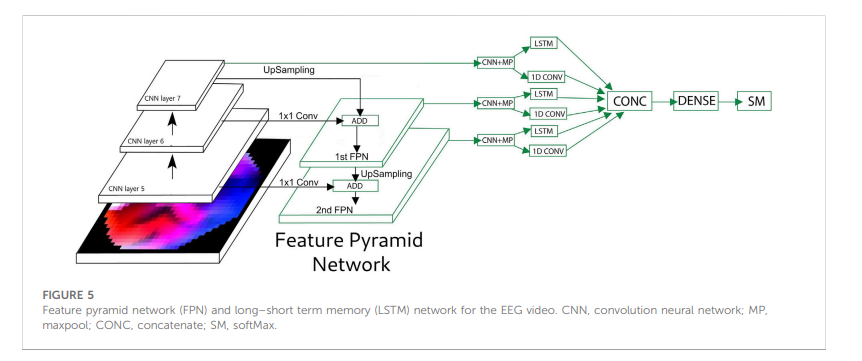 CNN layer 7
UpSampling
CNN layer 6
1x1 Conv
ADD
1st FPN
CNN layer 5
1x1 Conv
UpSampling
ADD
2nd FPN
Feature Pyramid
Network
CNN+MP
LSTM
1D CONV
CNN+MP
LSTM
1D CONV
CNN+MP
LSTM
1D CONV
CONC
DENSE
SM
FIGURE 5
Feature pyramid network (FPN) and long–short term memory (LSTM) network for the EEG video. CNN, convolution neural network; MP,
maxpool; CONC, concatenate; SM, softMax.